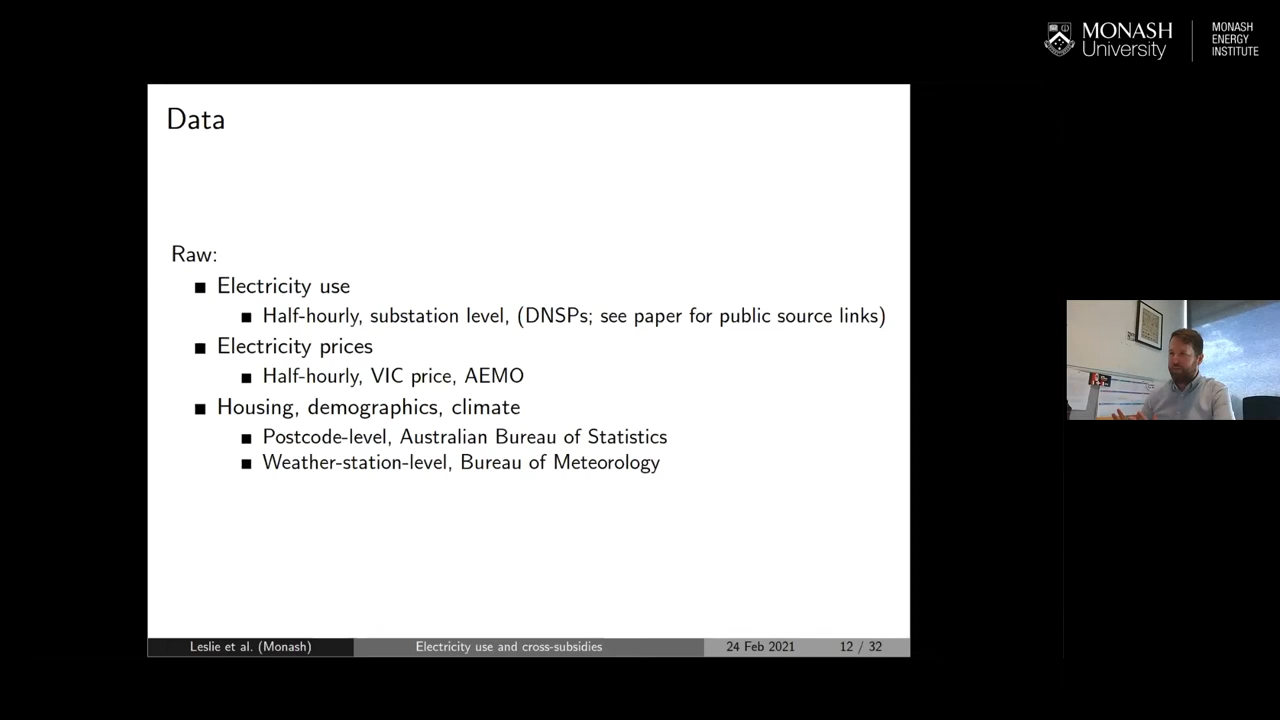 MONASH
University
MONASH
ENERGY
INSTITUTE
Data
Raw:
Electricity use
Half-hourly, substation level, (DNSPs; see paper for public source links)
Electricity prices
Half-hourly, VIC price, AEMO
Housing, demographics, climate
Postcode-level, Australian Bureau of Statistics
Weather-station-level, Bureau of Meteorology
Leslie et al. (Monash) Electricity use and cross-subsidies 24 Feb 2021 12 / 32